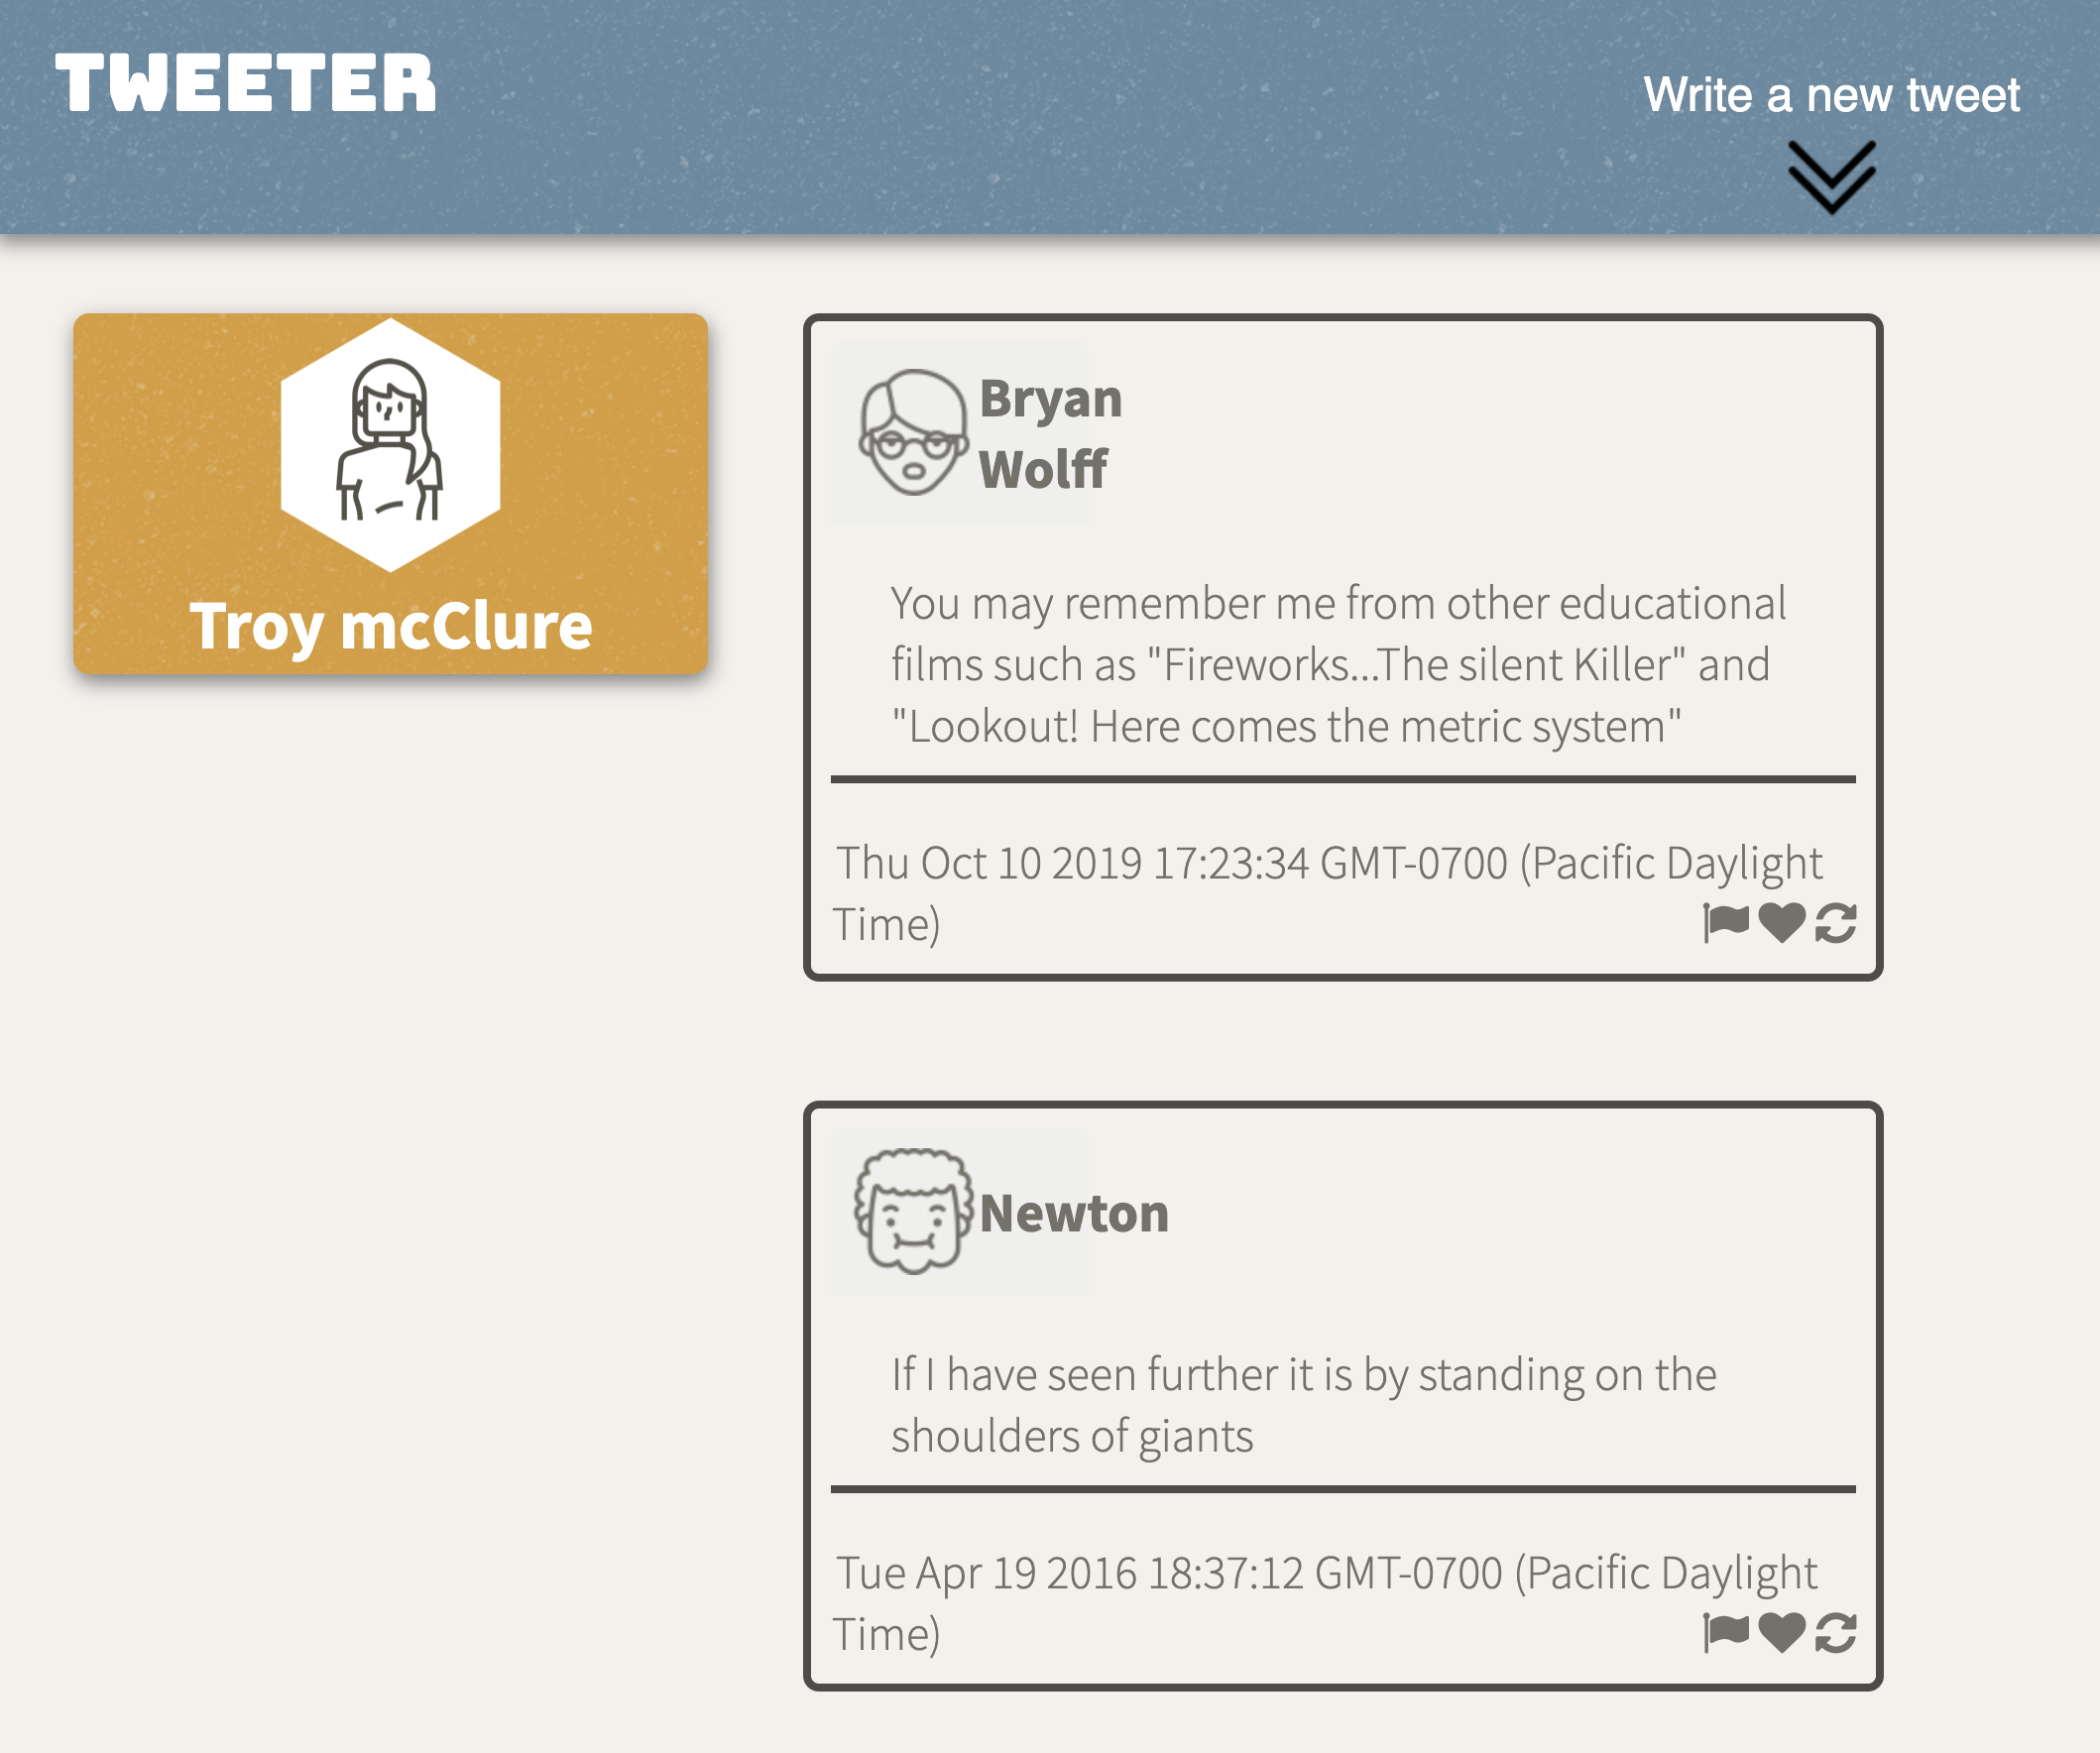 TWEETER
Write a new tweet
Troy mcClure
Bryan
Wolff
You may remember me from other educational
films such as "Fireworks...The silent Killer" and
"Lookout! Here comes the metric system"
Thu Oct 10 2019 17:23:34 GMT-0700 (Pacific Daylight
Time)
Newton
If I have seen further it is by standing on the
shoulders of giants
Tue Apr 19 2016 18:37:12 GMT-0700 (Pacific Daylight
Time)